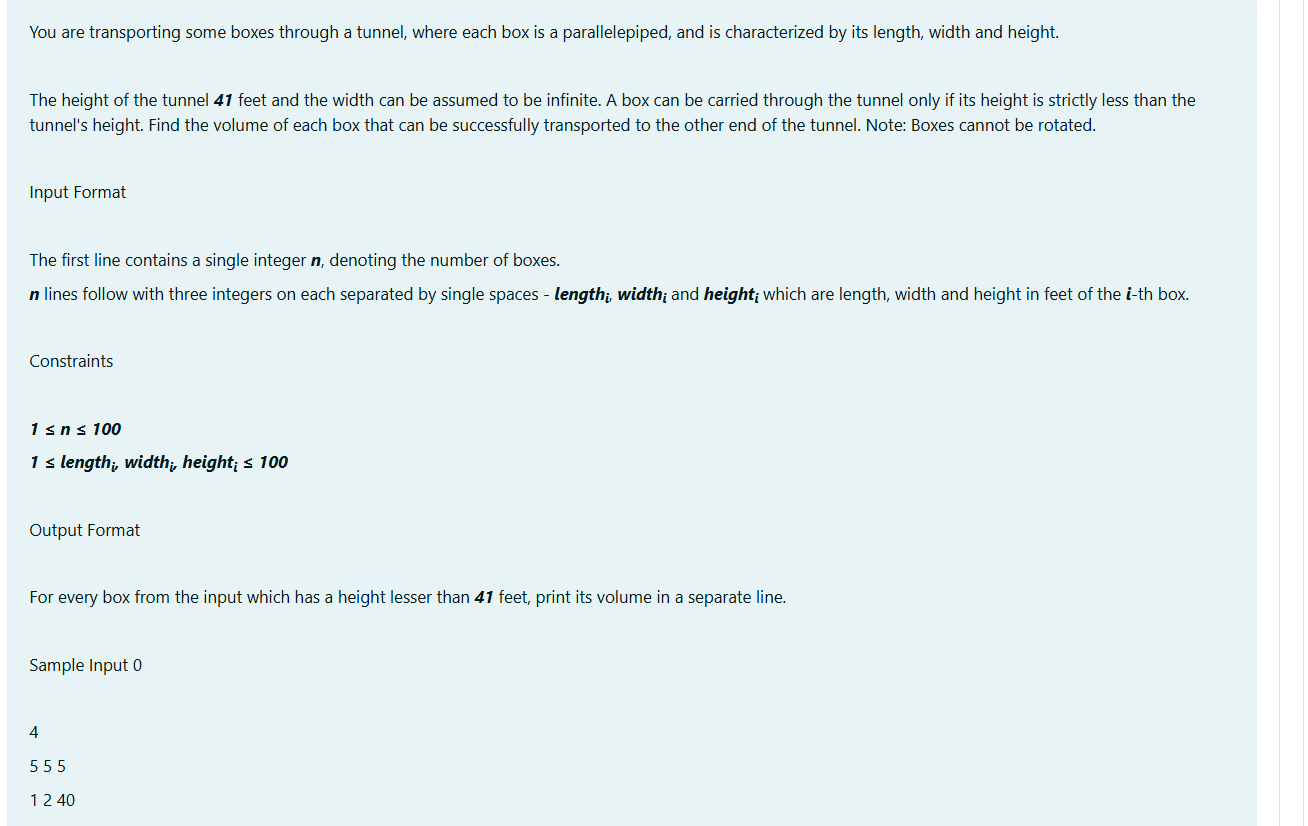 You are transporting some boxes through a tunnel, where each box is a parallelepiped, and is characterized by its length, width and height.
The height of the tunnel 41 feet and the width can be assumed to be infinite. A box can be carried through the tunnel only if its height is strictly less than the
tunnel's height. Find the volume of each box that can be successfully transported to the other end of the tunnel. Note: Boxes cannot be rotated.
Input Format
The first line contains a single integer n, denoting the number of boxes.
n lines follow with three integers on each separated by single spaces - lengthᵢ, widthᵢ and heightᵢ which are length, width and height in feet of the i-th box.
Constraints
1 ≤ n ≤ 100
1 ≤ lengthᵢ, widthᵢ, heightᵢ ≤ 100
Output Format
For every box from the input which has a height lesser than 41 feet, print its volume in a separate line.
Sample Input 0
4
5 5 5
1 2 40